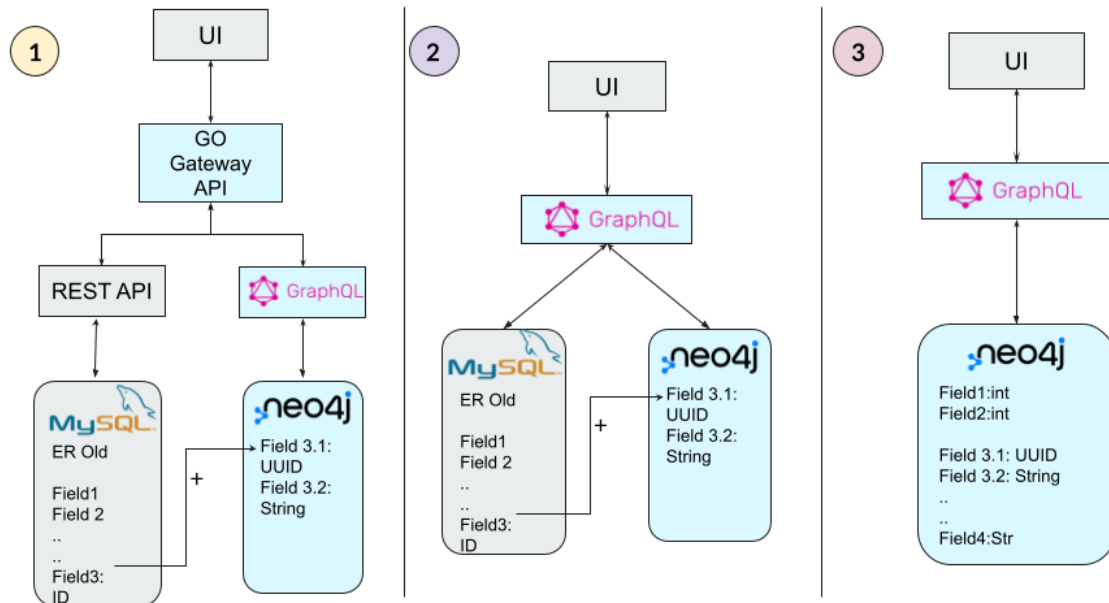 1
UI
GO
Gateway
API
REST API
GraphQL
MySQL
ER Old
Field1
Field 2
..
..
Field3:
ID
+
neo4j
Field 3.1:
UUID
Field 3.2:
String
2
UI
GraphQL
MySQL
ER Old
Field1
Field 2
..
..
Field3:
ID
+
neo4j
Field 3.1:
UUID
Field 3.2:
String
3
UI
GraphQL
neo4j
Field1:int
Field2:int
Field 3.1: UUID
Field 3.2: String
..
..
Field4:Str